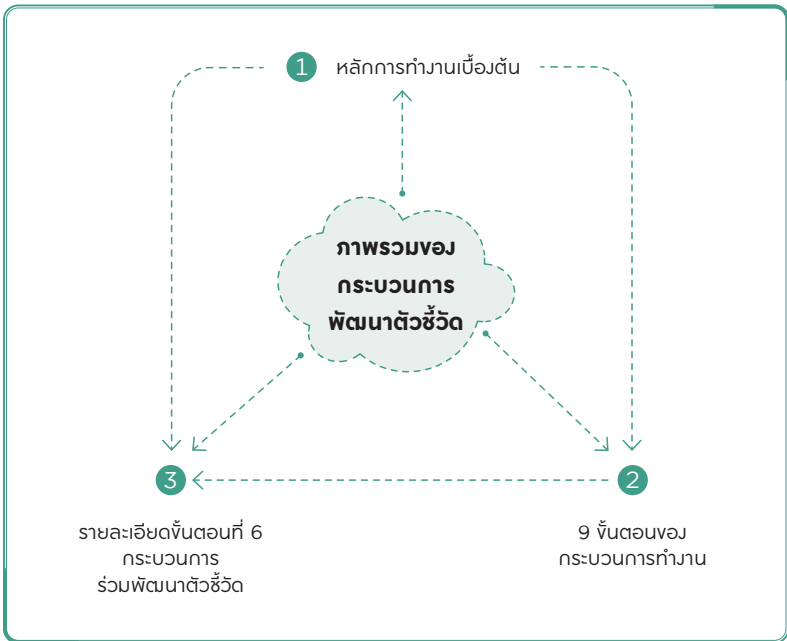 1 หลักการทำงานเบื้องต้น
ภาพรวมของ
กระบวนการ
พัฒนาตัวชี้วัด
3
2
รายละเอียดขั้นตอนที่ 6
กระบวนการ
ร่วมพัฒนาตัวชี้วัด
9 ขั้นตอนของ
กระบวนการทำงาน